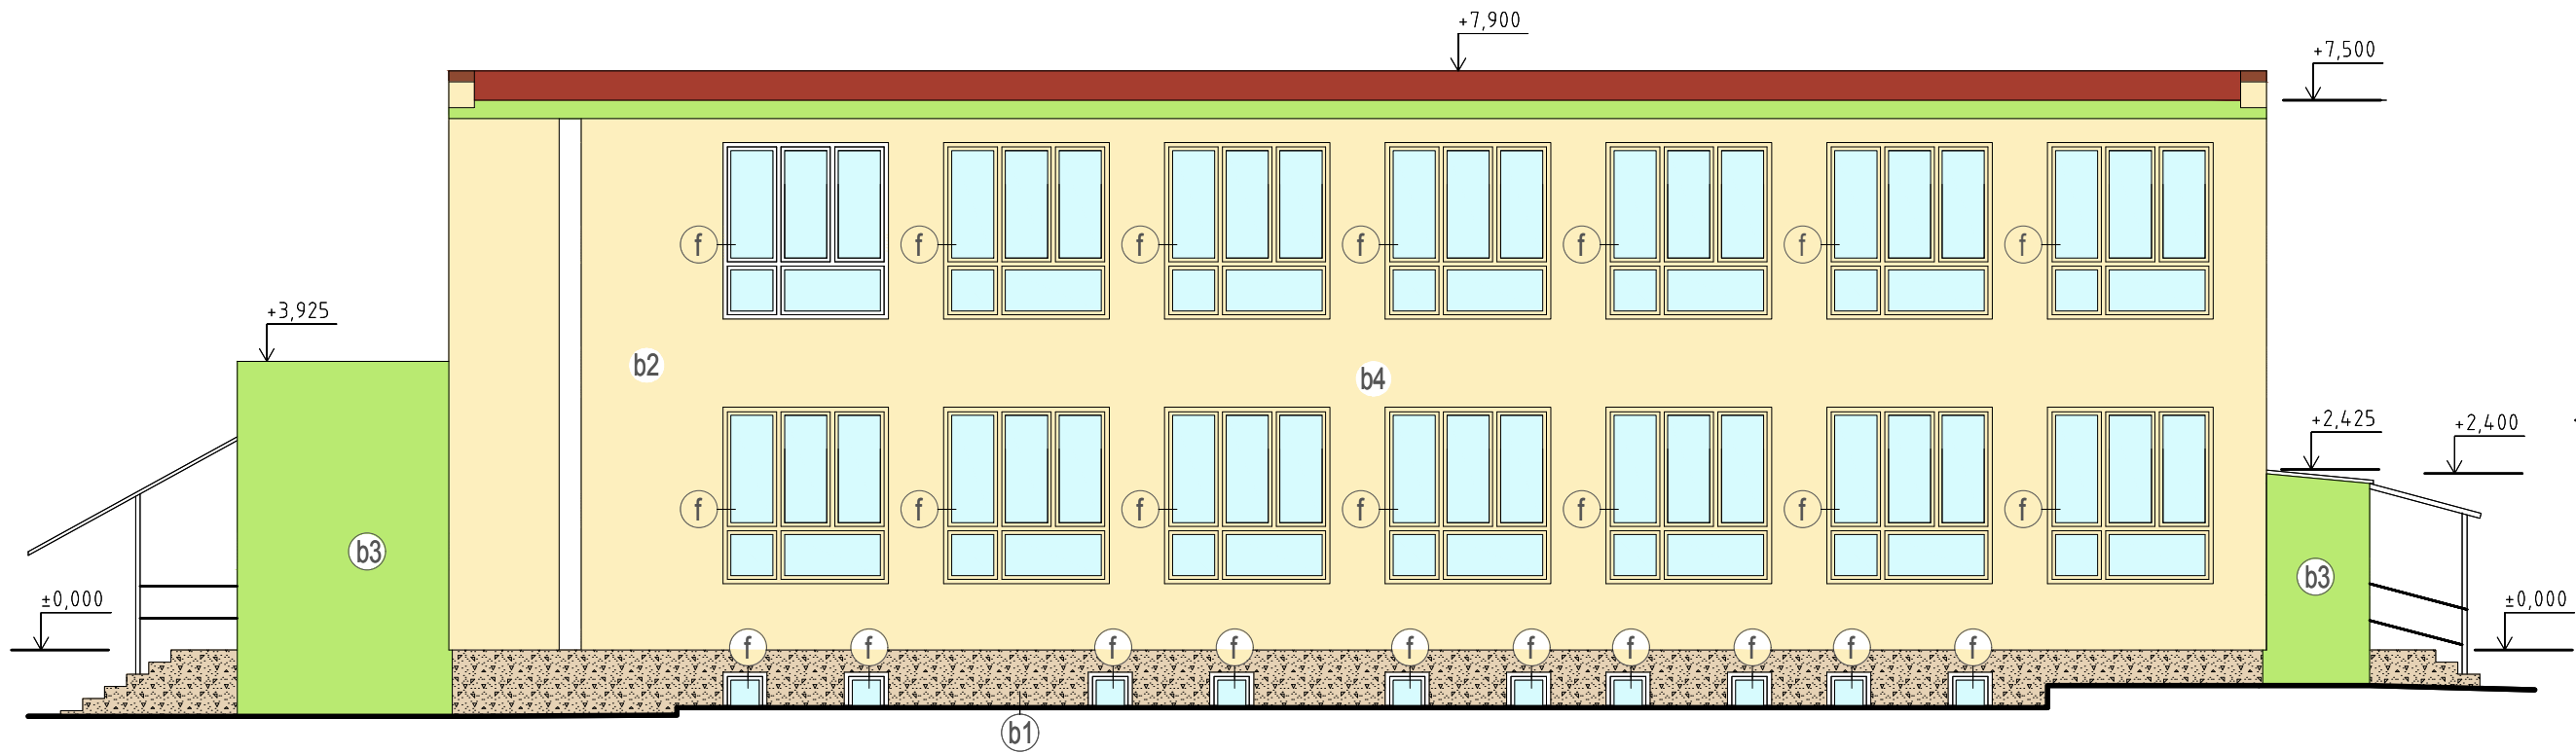 +7,900
+7,500
f f f f f f f
+3,925
b2
b4
+2,425
+2,400
f f f f f f f
b3
b3
±0,000
±0,000
f f f f f f f f f f
b1